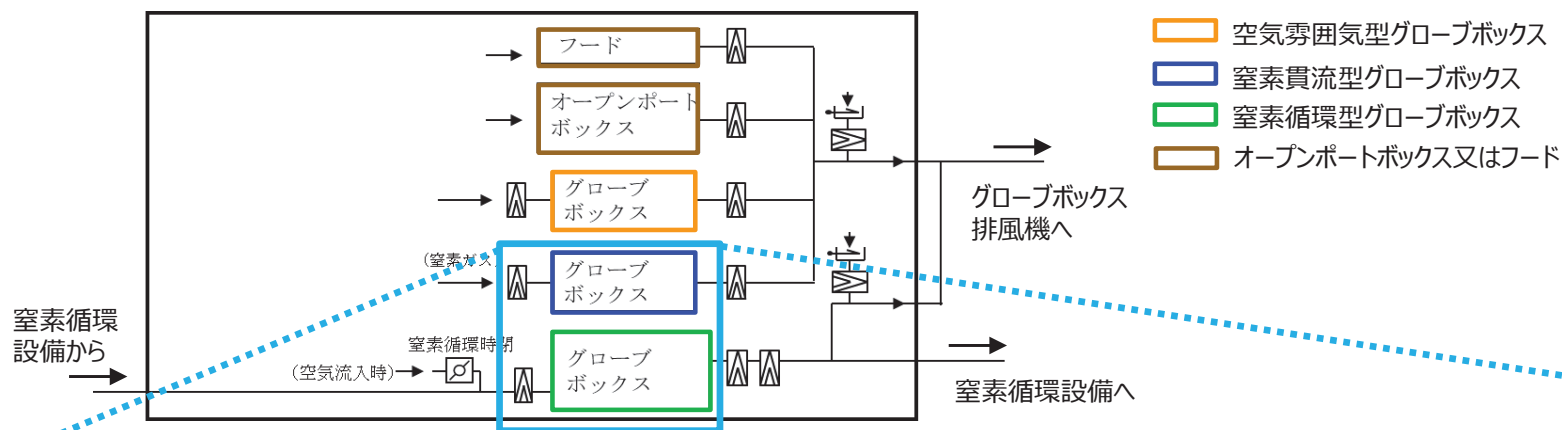 フード
オープンポート
ボックス
グローブ
ボックス
(窒素ガス
グローブ
ボックス
窒素循環
設備から
窒素循環時閉
(空気流入時)
グローブ
ボックス
グローブボックス
排風機へ
窒素循環設備へ
空気雰囲気型グローブボックス
窒素貫流型グローブボックス
窒素循環型グローブボックス
オープンポートボックス又はフード